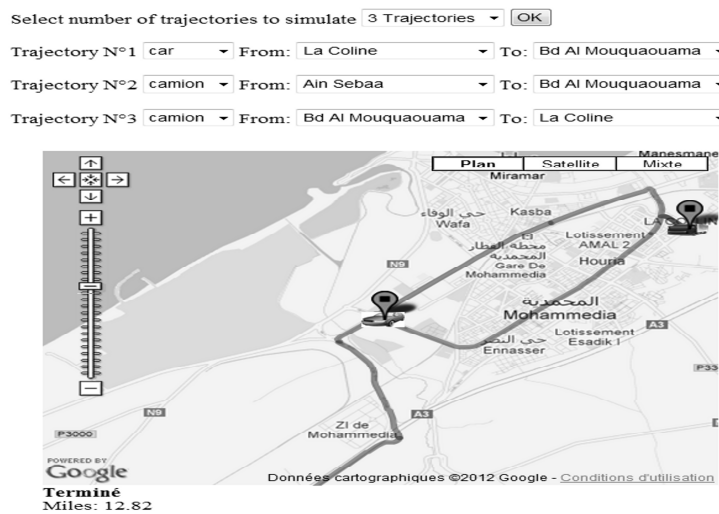 Select number of trajectories to simulate 3 Trajectories OK
Trajectory N°1 car From: La Coline To: Bd Al Mouquaouama
Trajectory N°2 camion From: Ain Sebaa To: Bd Al Mouquaouama
Trajectory N°3 camion From: Bd Al Mouquaouama To: La Coline
Manesmane
Plan Satellite Mixte
Miramar
حي الوفاء
Wafa
Kasba
LA
محطة القطار
المحمدية
Gare De
Mohammedia
Lotissement
AMAL 2
Houria
N9
المحمدية
Mohammedia
A3
حي النصر
Ennasser
Lotissement
Esadik I
P33
N9
A3
P3000
ZI de
Mohammedia
POWERED BY
Google
Données cartographiques ©2012 Google - Conditions d'utilisation
Terminé
Miles: 12.82